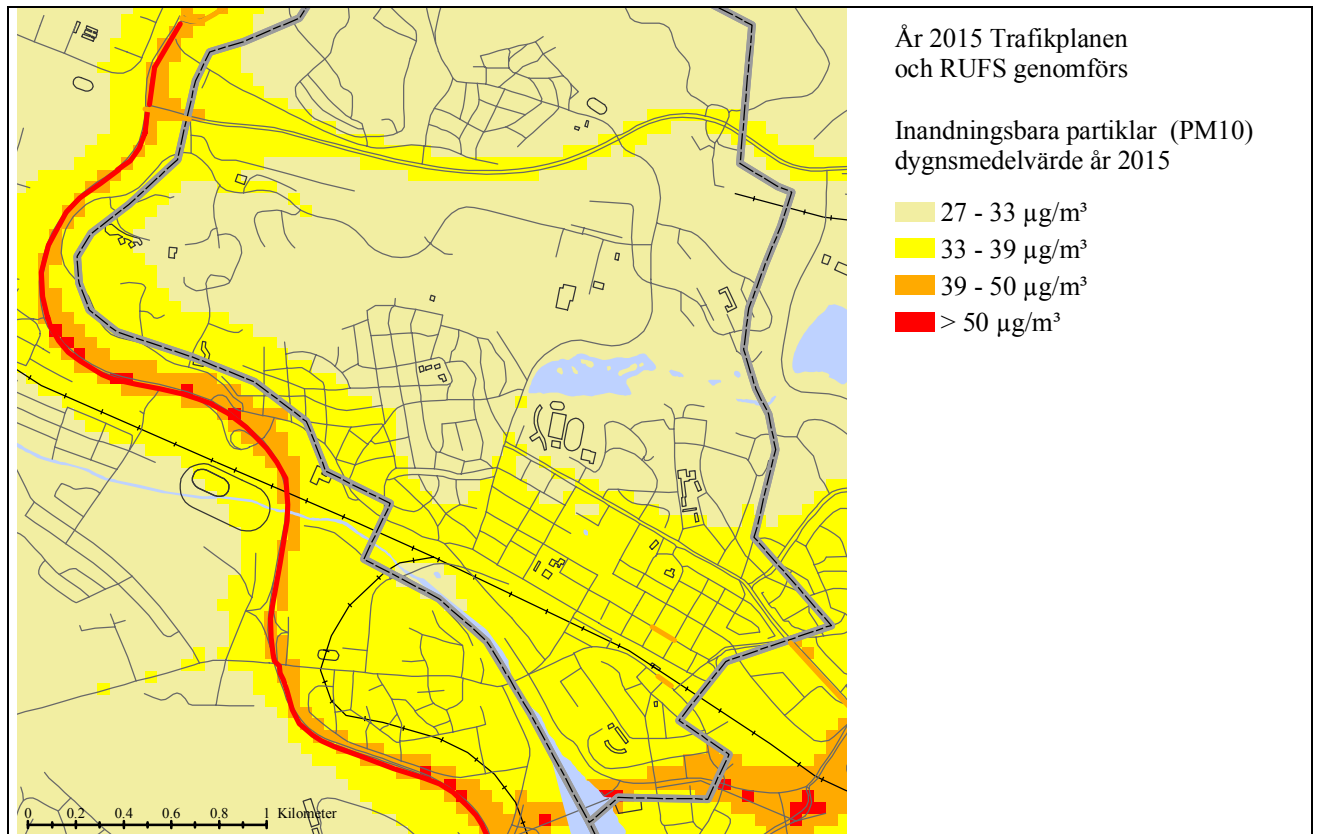 År 2015 Trafikplanen
och RUFS genomförs
Inandningsbara partiklar (PM10)
dygnsmedelvärde år 2015
27 - 33 µg/m³
33 - 39 µg/m³
39 - 50 µg/m³
> 50 µg/m³
0 0.2 0.4 0.6 0.8 1 Kilometer